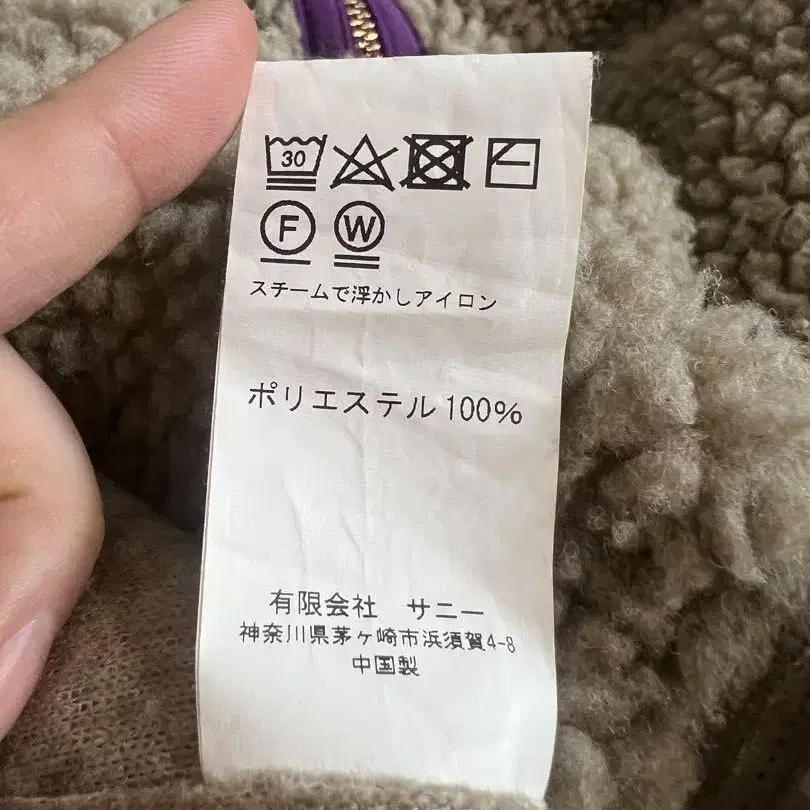 30
F W
スチームで浮かしアイロン
ポリエステル100%
有限会社 サニー
神奈川県茅ヶ崎市浜須賀4-8
中国製